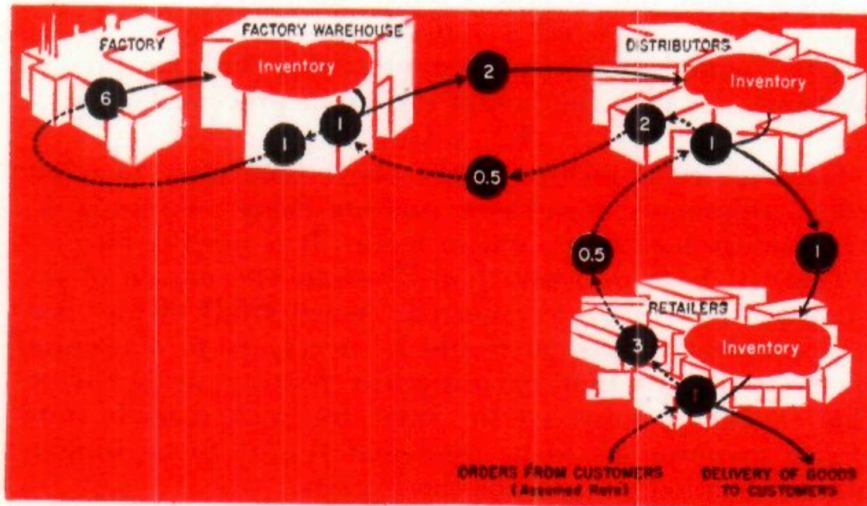 FACTORY
FACTORY WAREHOUSE
DISTRIBUTORS
Inventory
2
Inventory
6
1
1
2
1
0.5
0.5
1
RETAILERS
3
Inventory
1
ORDERS FROM CUSTOMERS
(Assumed Rate)
DELIVERY OF GOODS
TO CUSTOMERS